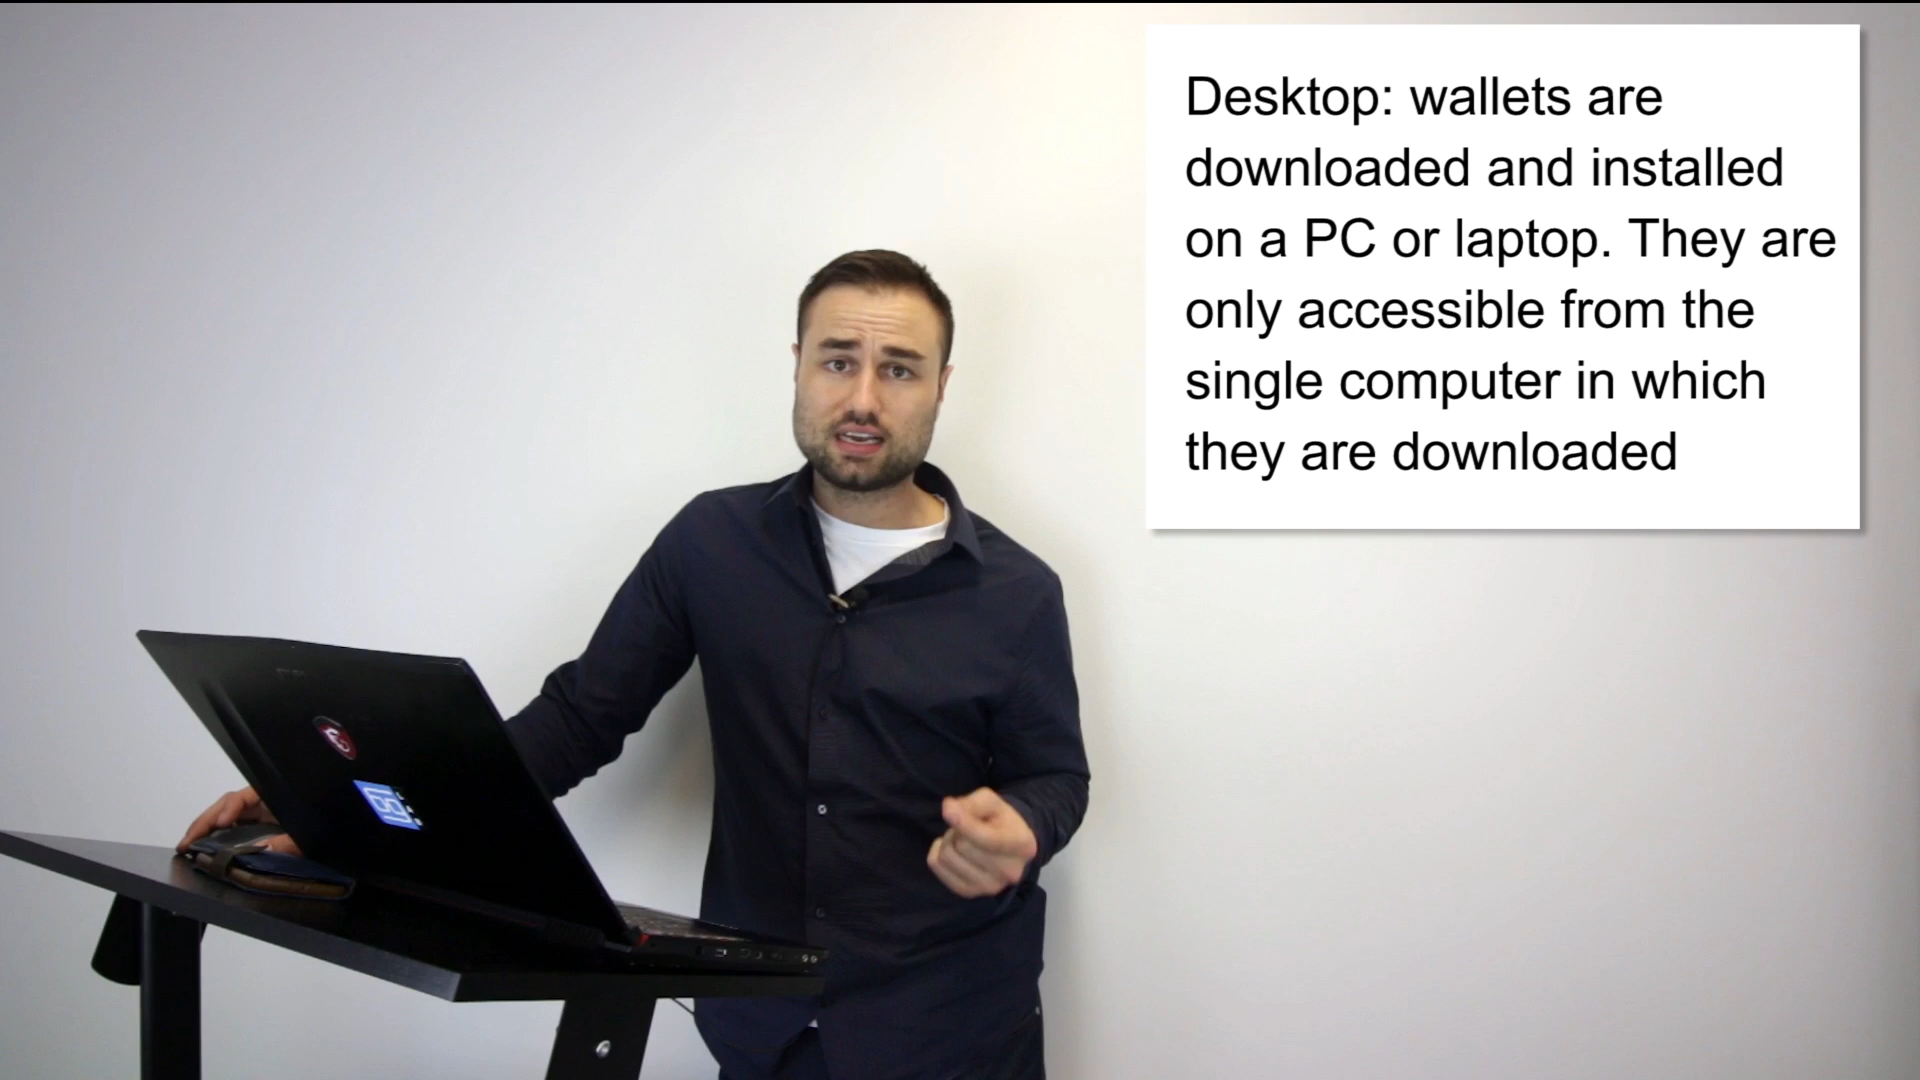 Desktop: wallets are
downloaded and installed
on a PC or laptop. They are
only accessible from the
single computer in which
they are downloaded